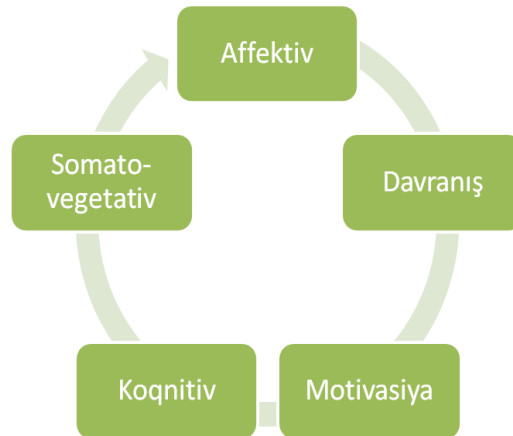 Affektiv
Davranış
Motivasiya
Koqnitiv
Somato-
vegetativ